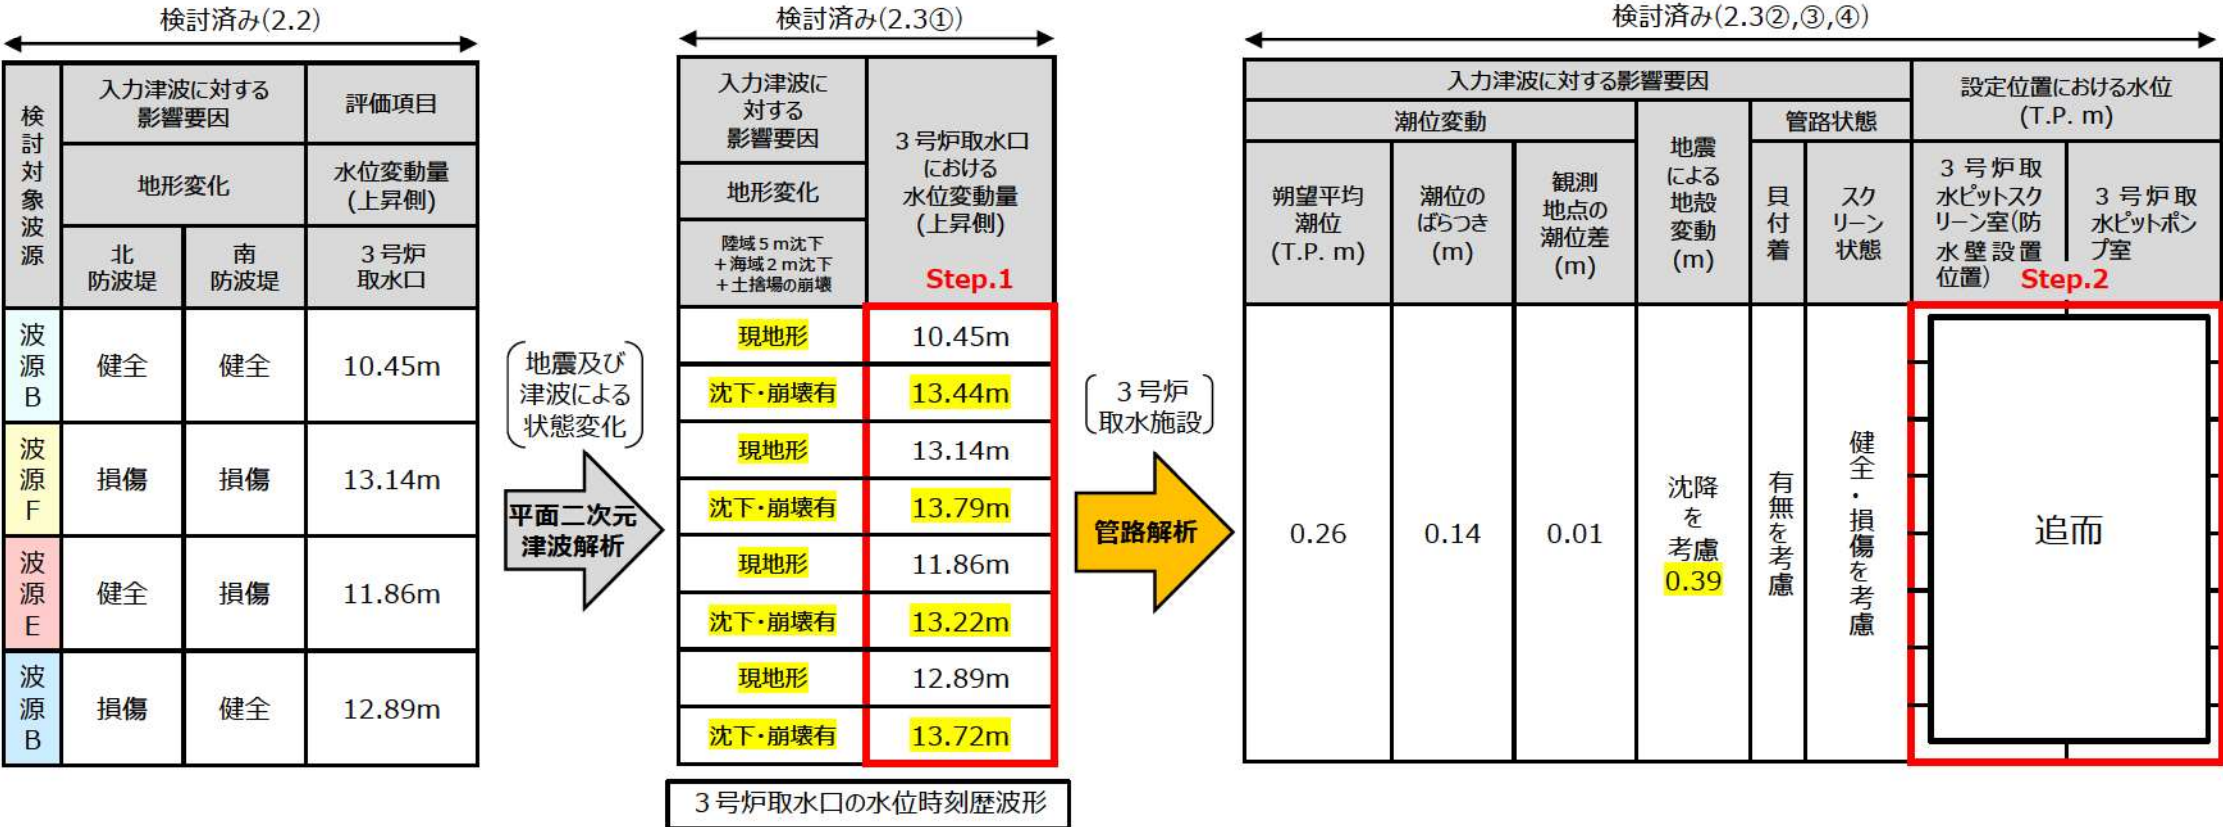 検討済み(2.2)
検討対象波源
入力津波に対する
影響要因
評価項目
地形変化
水位変動量
(上昇側)
北
防波堤
南
防波堤
3号炉
取水口
波源B
健全
健全
10.45m
波源F
損傷
損傷
13.14m
波源E
健全
損傷
11.86m
波源B
損傷
健全
12.89m
地震及び
津波による
状態変化
平面二次元
津波解析
検討済み(2.3①)
入力津波に
対する
影響要因
地形変化
陸域5m沈下
+海域2m沈下
+土捨場の崩壊
3号炉取水口
における
水位変動量
(上昇側)
Step.1
現地形
10.45m
沈下・崩壊有
13.44m
現地形
13.14m
沈下・崩壊有
13.79m
現地形
11.86m
沈下・崩壊有
13.22m
現地形
12.89m
沈下・崩壊有
13.72m
3号炉取水口の水位時刻歴波形
3号炉
取水施設
管路解析
検討済み(2.3②,③,④)
入力津波に対する影響要因
潮位変動
朔望平均
潮位
(T.P. m)
潮位の
ばらつき
(m)
観測
地点の
潮位差
(m)
地震
による
地殻
変動
(m)
管路状態
貝付着
スク
リーン
状態
設定位置における水位
(T.P. m)
3号炉取
水ピットスク
リーン室(防
水壁設置
位置)
3号炉取
水ピットポン
プ室
Step.2
0.26
0.14
0.01
沈降
を
考慮
0.39
有無を考慮
健全・損傷を考慮
追而